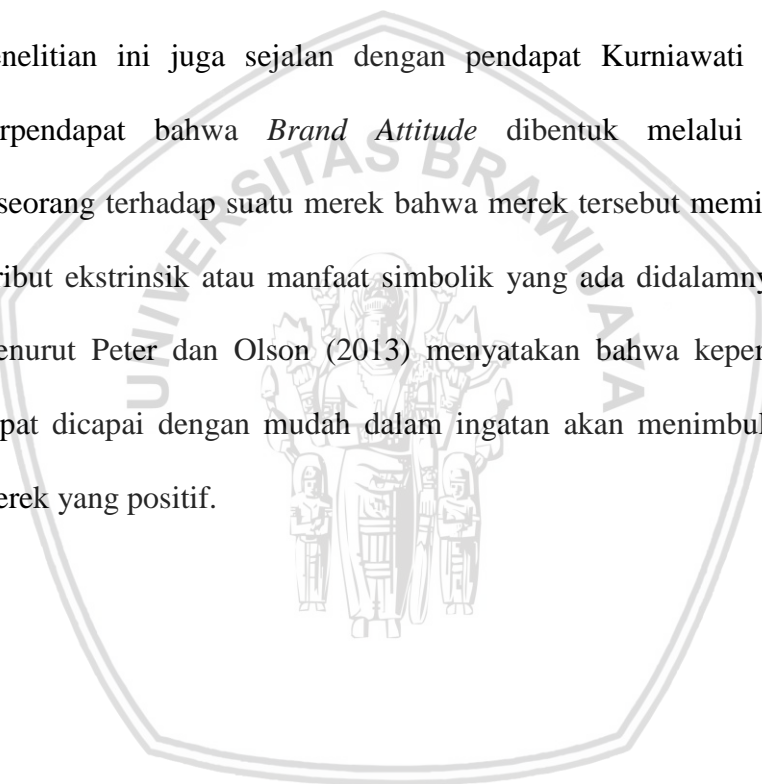 enelitian ini juga sejalan dengan pendapat Kurniawati
rpendapat bahwa Brand Attitude dibentuk melalui
seorang terhadap suatu merek bahwa merek tersebut memi
ribut ekstrinsik atau manfaat simbolik yang ada didalamny
enurut Peter dan Olson (2013) menyatakan bahwa keper
pat dicapai dengan mudah dalam ingatan akan menimbul
erek yang positif.
UNIVERSITAS BRAWIJAYA